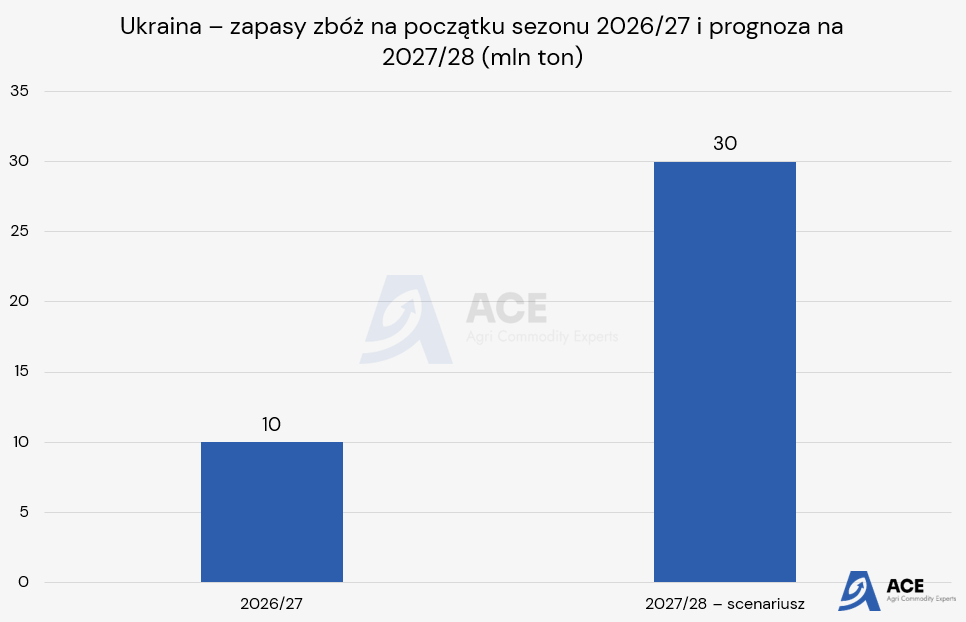 Ukraina – zapasy zbóż na początku sezonu 2026/27 i prognoza na
2027/28 (mln ton)
35
30
25
20
15
10
5
0
10
30
ACE
Agri Commodity Experts
2026/27
2027/28 – scenariusz
ACE
Agri Commodity Experts